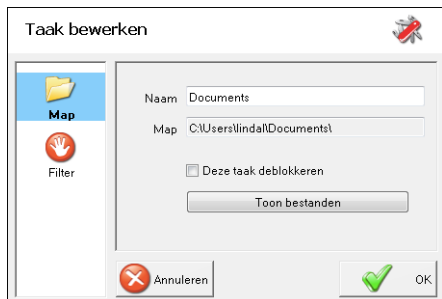 Taak bewerken
Map
Filter
Naam Documents
Map C:\Users\lindal\Documents\
Deze taak deblokkeren
Toon bestanden
Annuleren
OK